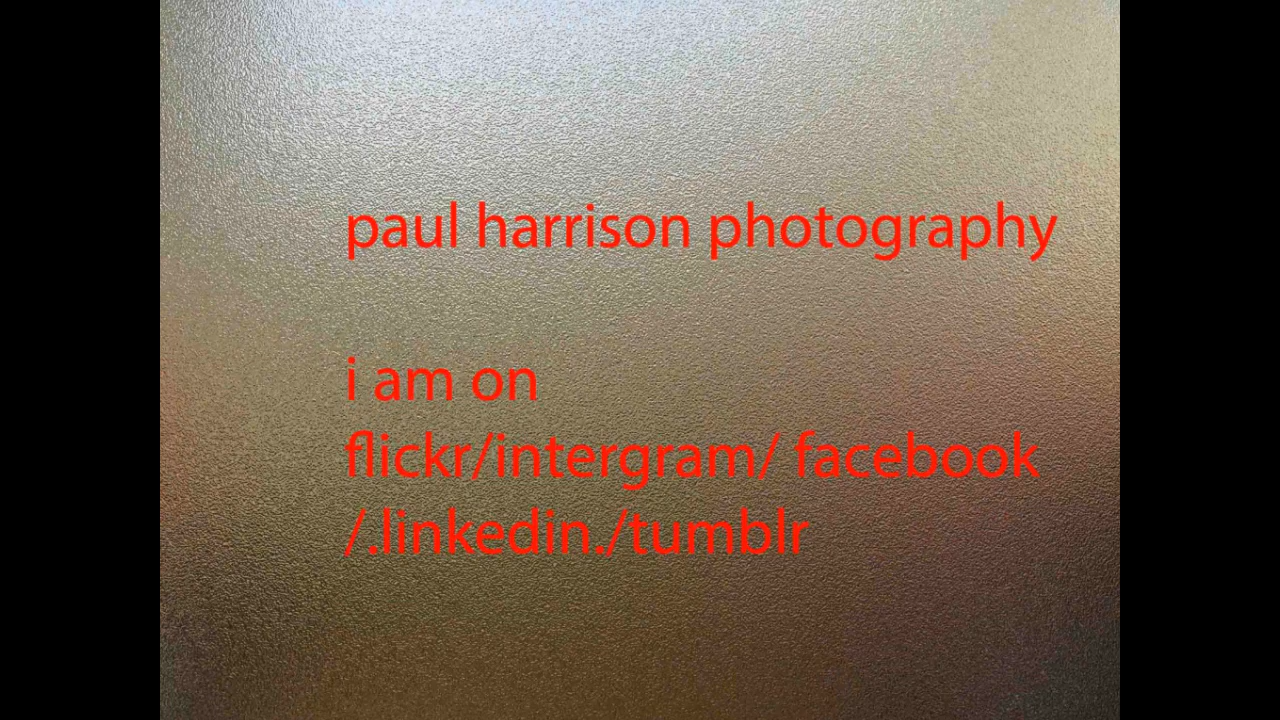 paul harrison photography
i am on
flickr/intergram/ facebook
/.linkedin./tumblr